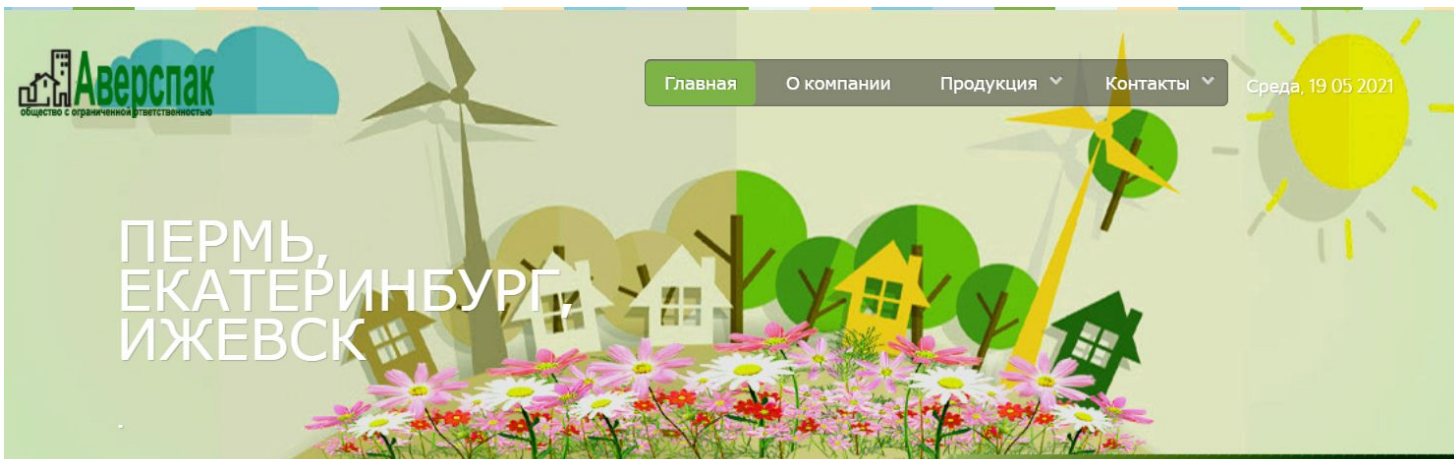 Аверспак
общество с ограниченной ответственностью
Главная О компании Продукция Контакты Среда, 19 05 2021
ПЕРМЬ,
ЕКАТЕРИНБУРГ,
ИЖЕВСК
.